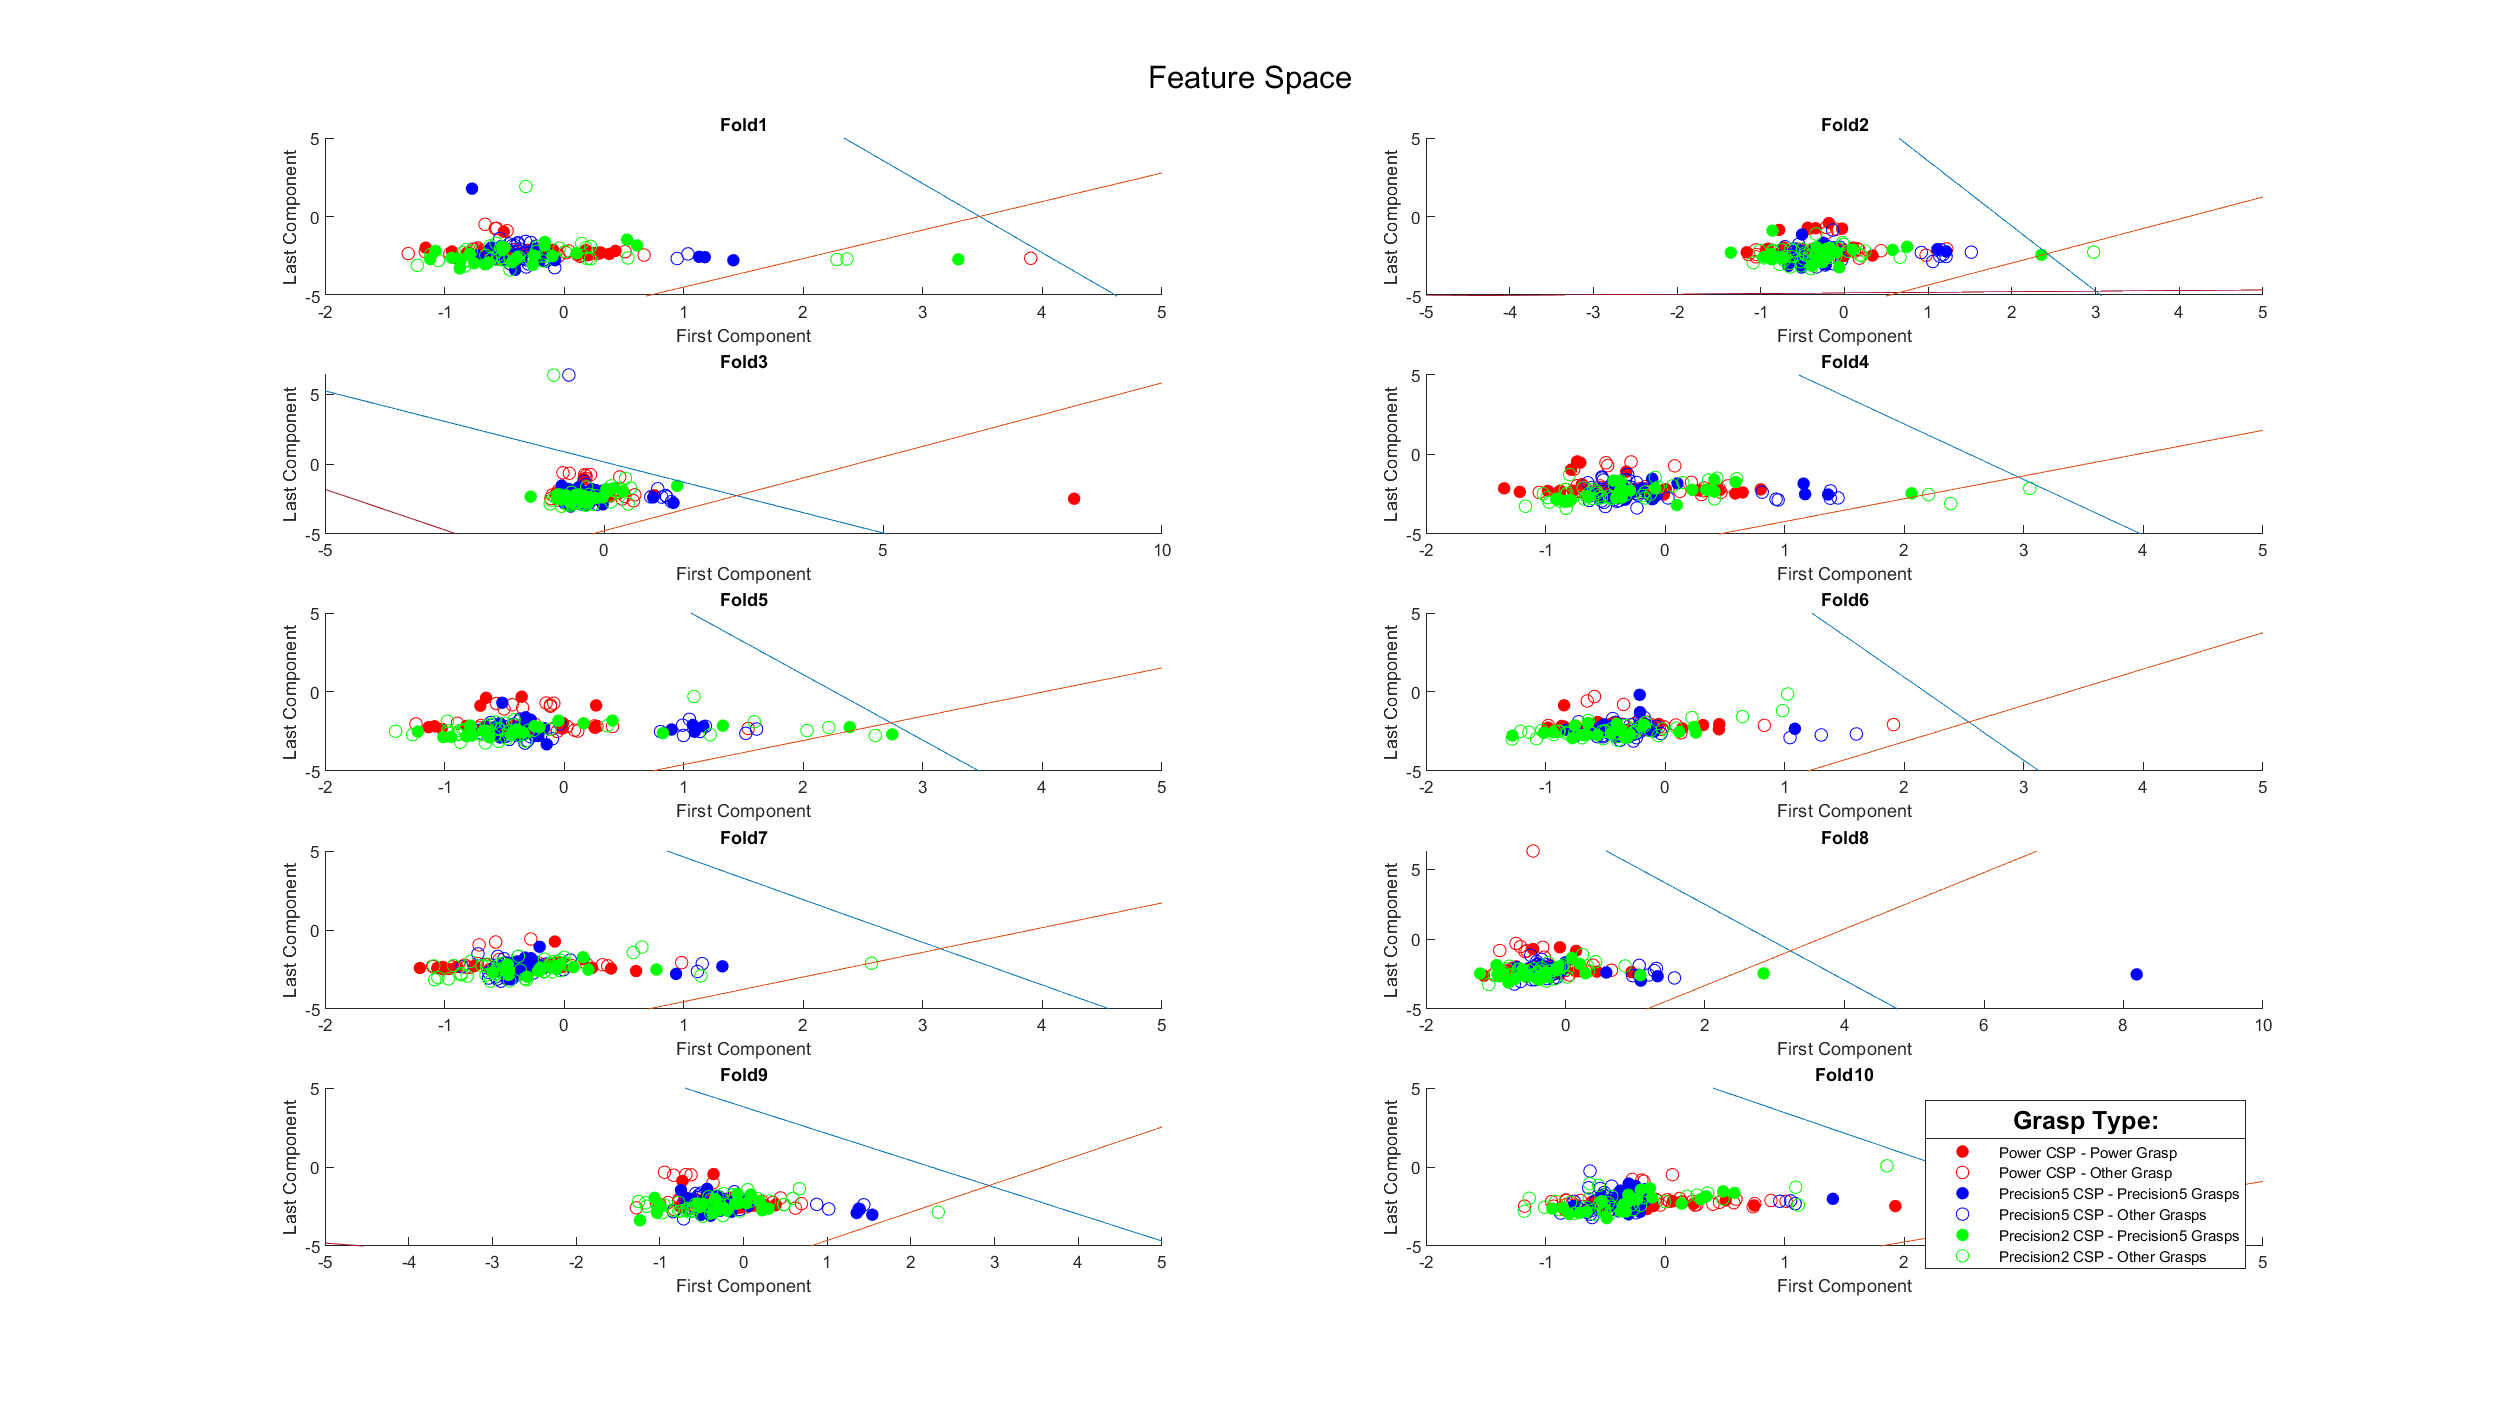 Feature Space
Fold1
Last Component
5
0
-5
-2 -1 0 1 2 3 4 5
First Component
Fold2
Last Component
5
0
-5
-5 -4 -3 -2 -1 0 1 2 3 4 5
First Component
Fold3
Last Component
5
0
-5
-5 0 5 10
First Component
Fold4
Last Component
5
0
-5
-2 -1 0 1 2 3 4 5
First Component
Fold5
Last Component
5
0
-5
-2 -1 0 1 2 3 4 5
First Component
Fold6
Last Component
5
0
-5
-2 -1 0 1 2 3 4 5
First Component
Fold7
Last Component
5
0
-5
-2 -1 0 1 2 3 4 5
First Component
Fold8
Last Component
5
0
-5
-2 0 2 4 6 8 10
First Component
Fold9
Last Component
5
0
-5
-5 -4 -3 -2 -1 0 1 2 3 4 5
First Component
Fold10
Last Component
5
0
-5
-2 -1 0 1 2 5
First Component
Grasp Type:
Power CSP - Power Grasp
Power CSP - Other Grasp
Precision5 CSP - Precision5 Grasps
Precision5 CSP - Other Grasps
Precision2 CSP - Precision5 Grasps
Precision2 CSP - Other Grasps